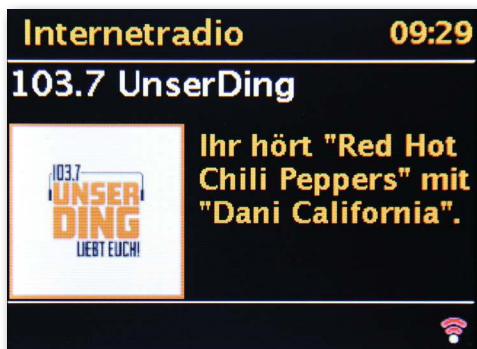 Internetradio 09:29
103.7 UnserDing
103.7
UNSER
DING
LIEBT EUCH!
Ihr hört "Red Hot
Chili Peppers" mit
"Dani California".